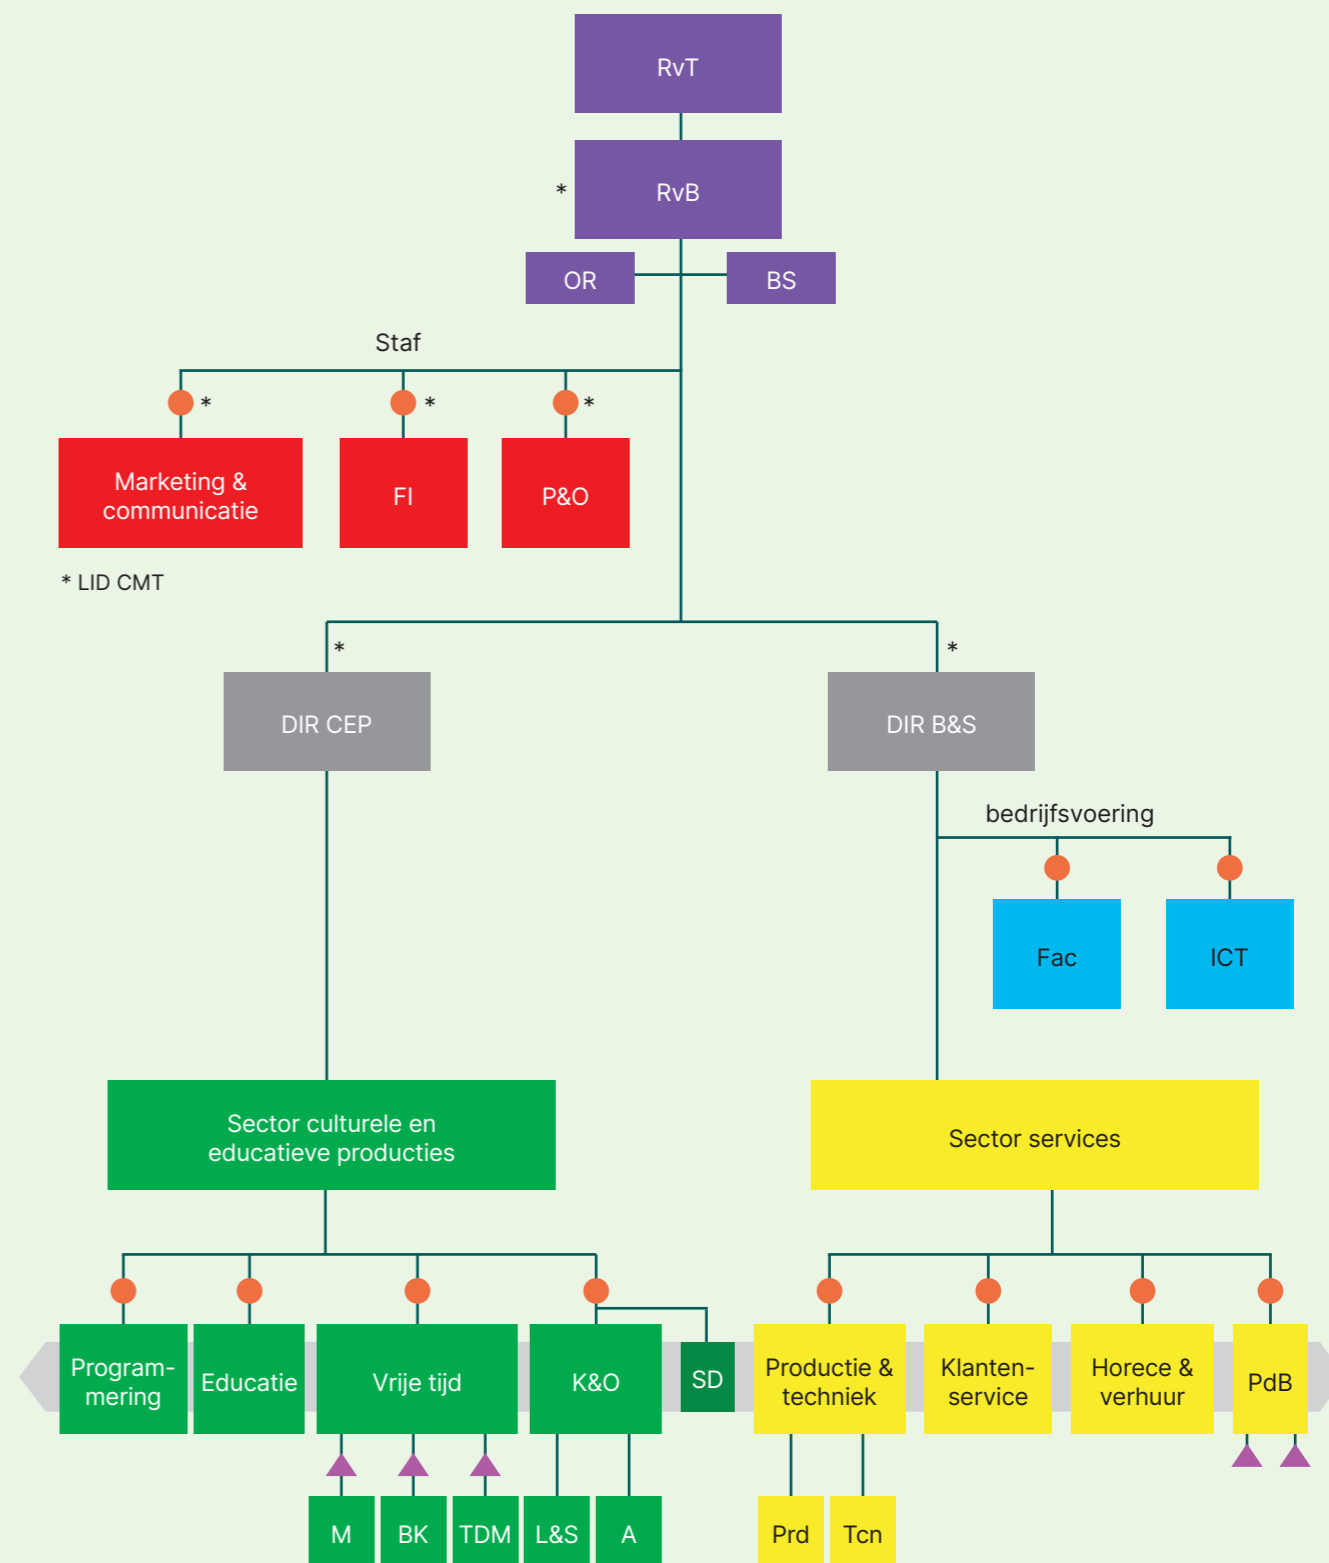 RvT
*
RvB
OR
BS
Staf
*
*
*
Marketing &
communicatie
FI
P&O
* LID CMT
*
*
DIR CEP
DIR B&S
bedrijfsvoering
Fac
ICT
Sector culturele en
educatieve producties
Sector services
Program-
mering
Educatie
Vrije tijd
K&O
SD
Productie &
techniek
Klanten-
service
Horece &
verhuur
PdB
M
BK
TDM
L&S
A
Prd
Tcn